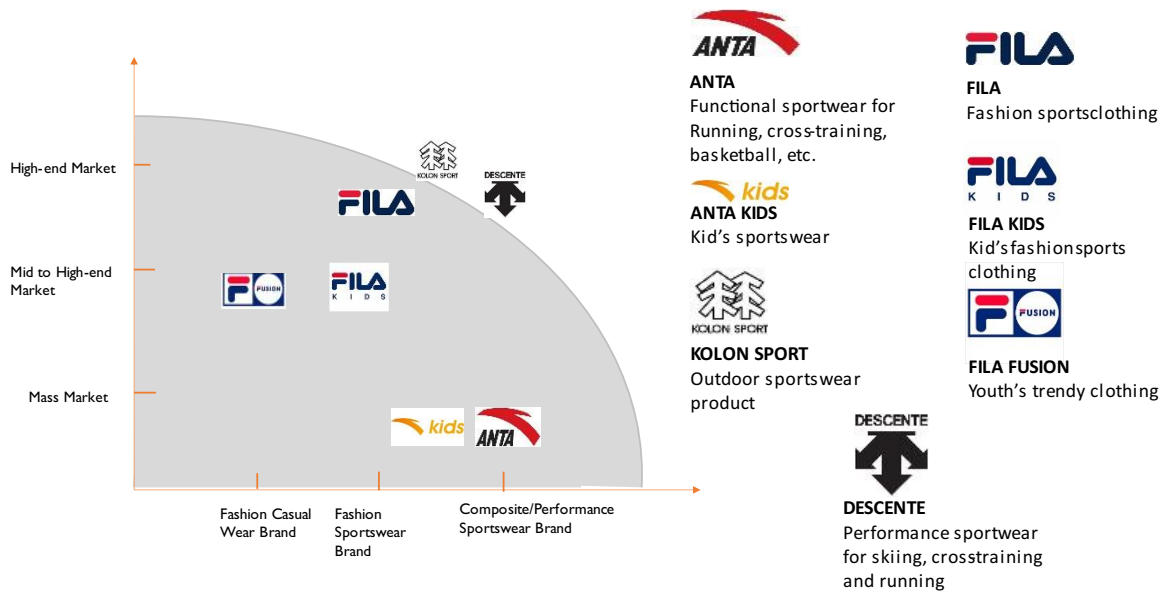 High-end Market
Mid to High-end
Market
Mass Market
Fashion Casual
Wear Brand
Fashion
Sportswear
Brand
Composite/Performance
Sportswear Brand
KOLON SPORT
DESCENTE
FILA
F FUSION
FILA
KIDS
kids
ANTA
ANTA
ANTA
Functional sportwear for
Running, cross-training,
basketball, etc.
kids
ANTA KIDS
Kid's sportswear
KOLON SPORT
KOLON SPORT
Outdoor sportswear
product
FILA
FILA
Fashion sportsclothing
FILA
KIDS
FILA KIDS
Kid's fashion sports
clothing
F FUSION
FILA FUSION
Youth's trendy clothing
DESCENTE
DESCENTE
Performance sportwear
for skiing, crosstraining
and running